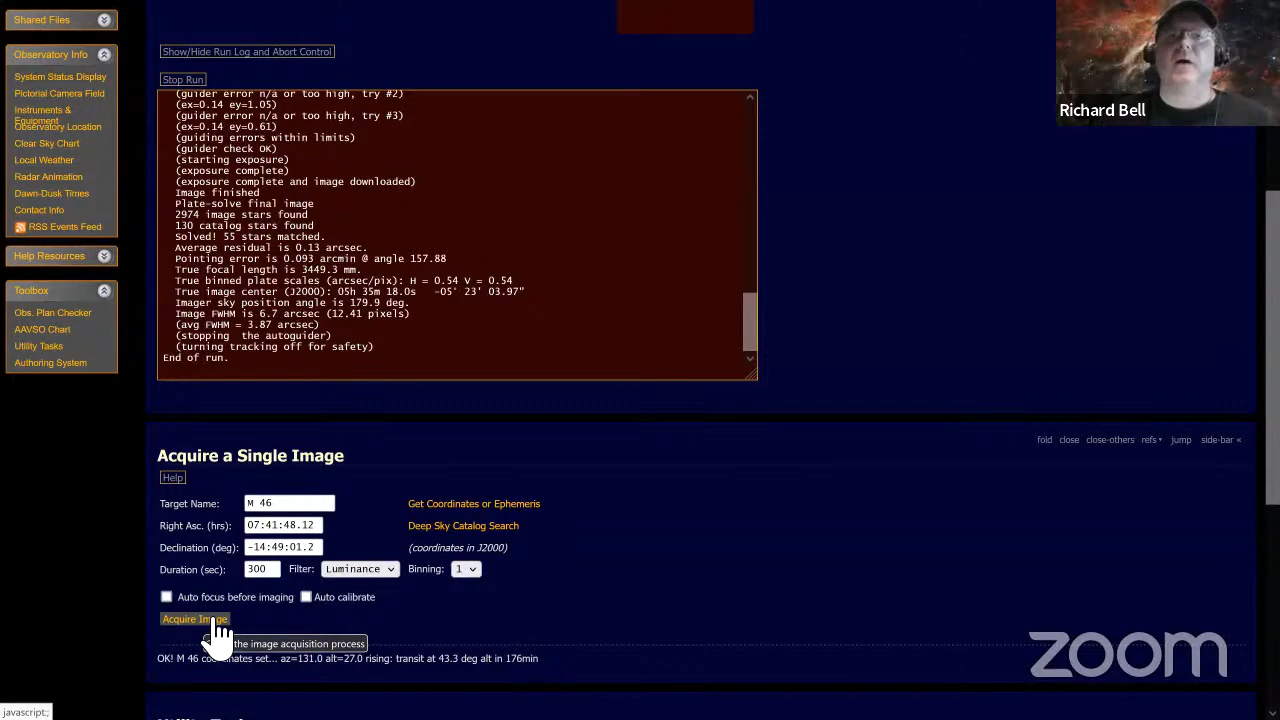 Shared Files
Observatory Info
System Status Display
Pictorial Camera Field
Instruments &
Equipment
Observatory Location
Clear Sky Chart
Local Weather
Radar Animation
Dawn-Dusk Times
Contact Info
RSS Events Feed
Help Resources
Toolbox
Obs. Plan Checker
AAVSO Chart
Utility Tasks
Authoring System
Show/Hide Run Log and Abort Control
Stop Run
(guider error n/a or too high, try #2)
(ex=0.14 ey=1.05)
(guider error n/a or too high, try #3)
(ex=0.14 ey=0.61)
(guiding errors within limits)
(guider check OK)
(starting exposure)
(exposure complete)
(exposure complete and image downloaded)
Image finished
Plate-solve final image
2974 image stars found
130 catalog stars found
Solved! 55 stars matched.
Average residual is 0.13 arcsec.
Pointing error is 0.093 arcmin @ angle 157.88
True focal length is 3449.3 mm.
True binned plate scales (arcsec/pix): H = 0.54 V = 0.54
True image center (J2000): 05h 35m 18.0s -05° 23' 03.97"
Imager sky position angle is 179.9 deg.
Image FWHM is 6.7 arcsec (12.41 pixels)
(avg FWHM = 3.87 arcsec)
(stopping the autoguider)
(turning tracking off for safety)
End of run.
Richard Bell
fold close close-others refs jump side-bar «
Acquire a Single Image
Help
Target Name: M 46 Get Coordinates or Ephemeris
Right Asc. (hrs): 07:41:48.12 Deep Sky Catalog Search
Declination (deg): -14:49:01.2 (coordinates in J2000)
Duration (sec): 300 Filter: Luminance Binning: 1
Auto focus before imaging Auto calibrate
Acquire Image
the image acquisition process
OK! M 46 coordinates set... az=131.0 alt=27.0 rising: transit at 43.3 deg alt in 176min
zoom
javascript:;